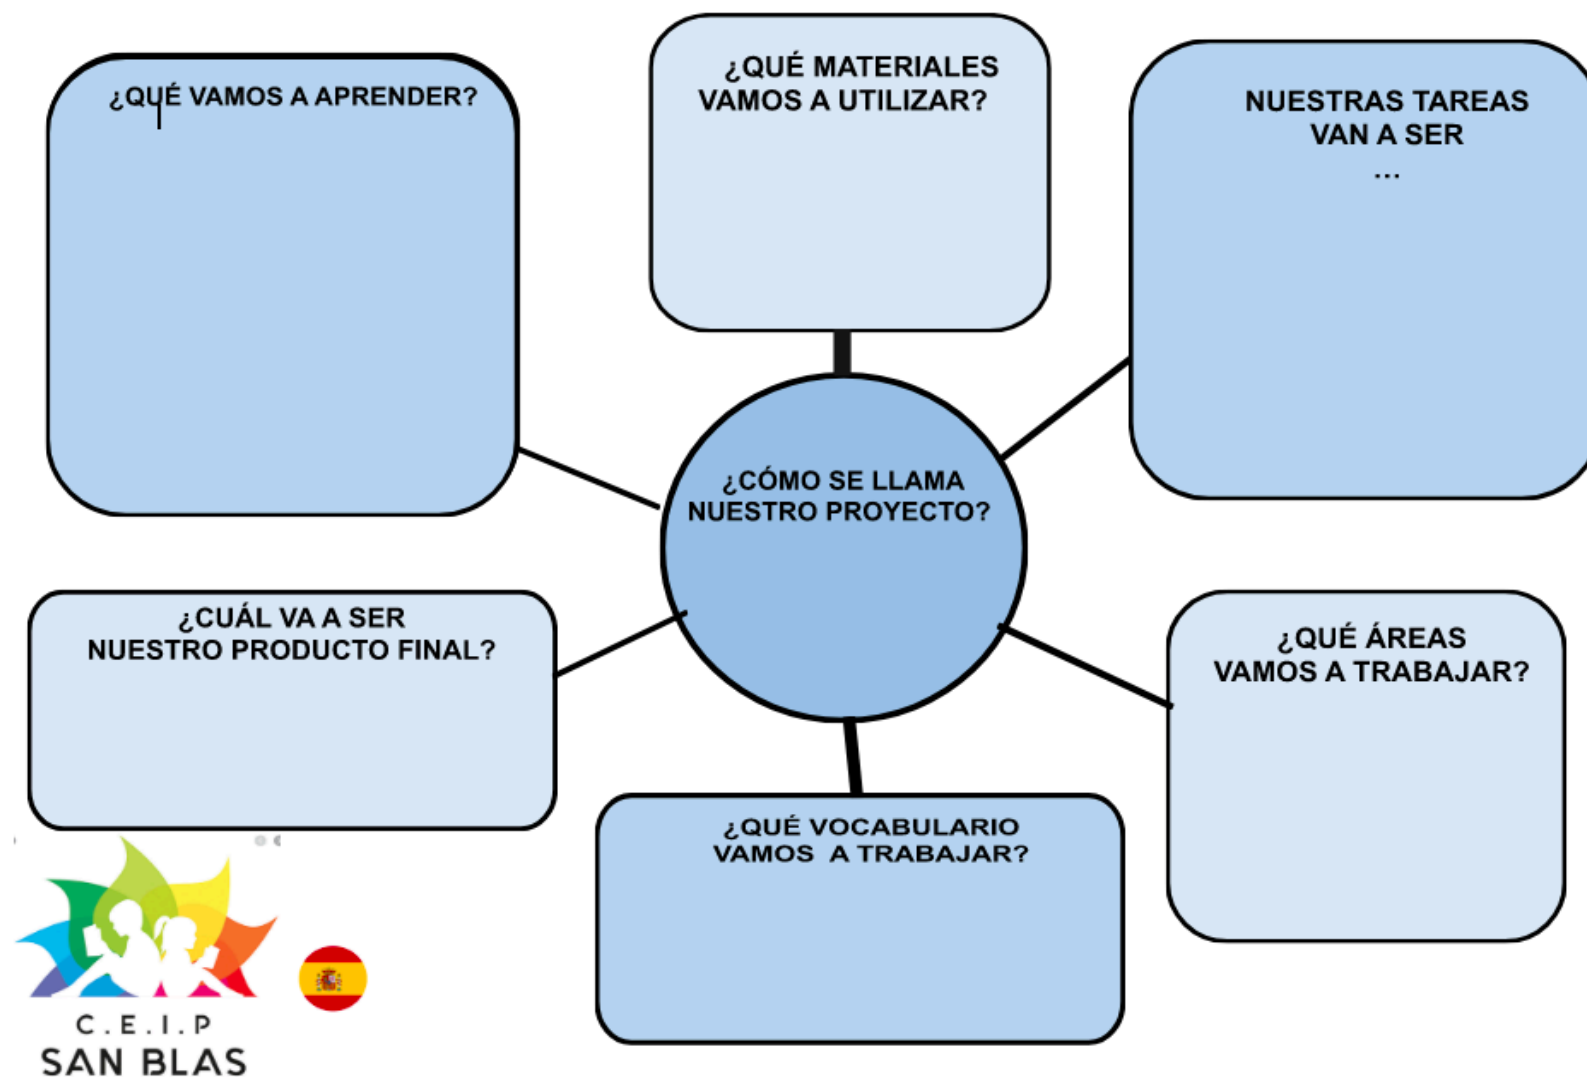 ¿QUÉ VAMOS A APRENDER?
¿QUÉ MATERIALES
VAMOS A UTILIZAR?
NUESTRAS TAREAS
VAN A SER
...
¿CÓMO SE LLAMA
NUESTRO PROYECTO?
¿CUÁL VA A SER
NUESTRO PRODUCTO FINAL?
¿QUÉ ÁREAS
VAMOS A TRABAJAR?
¿QUÉ VOCABULARIO
VAMOS A TRABAJAR?
C.E.I.P
SAN BLAS